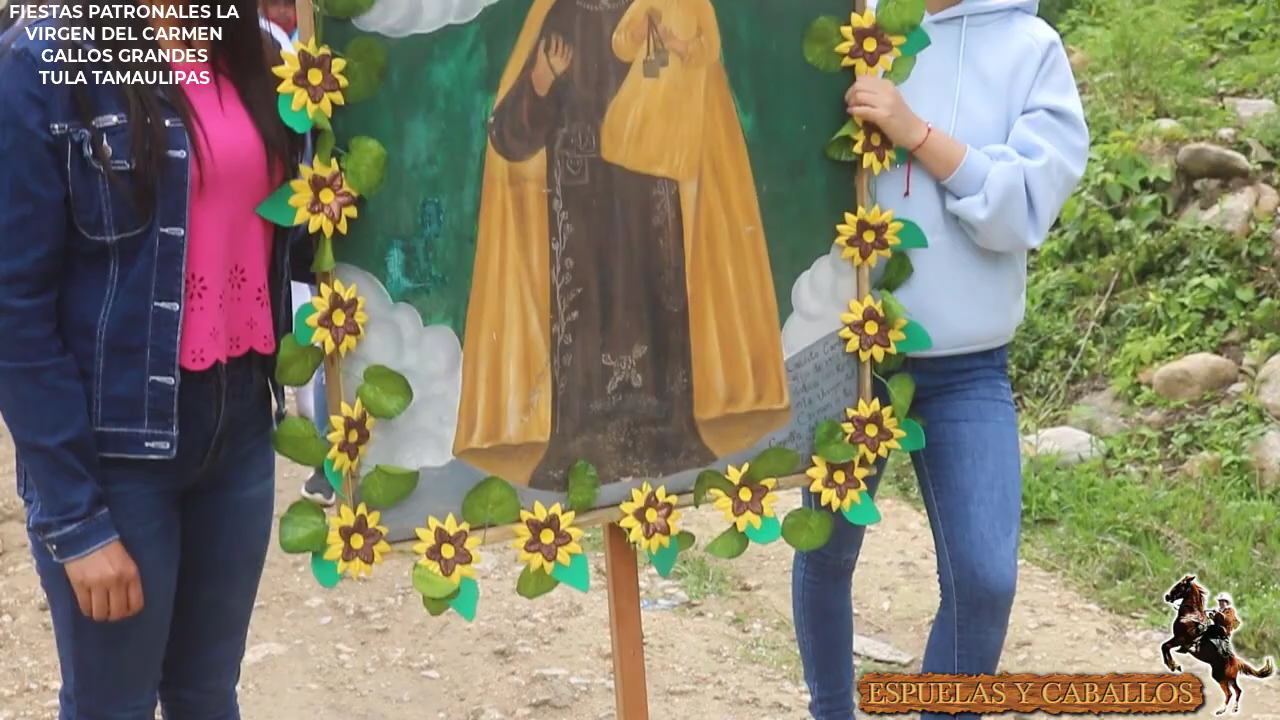 FIESTAS PATRONALES LA
VIRGEN DEL CARMEN
GALLOS GRANDES
TULA TAMAULIPAS
ESPUELAS Y CABALLOS